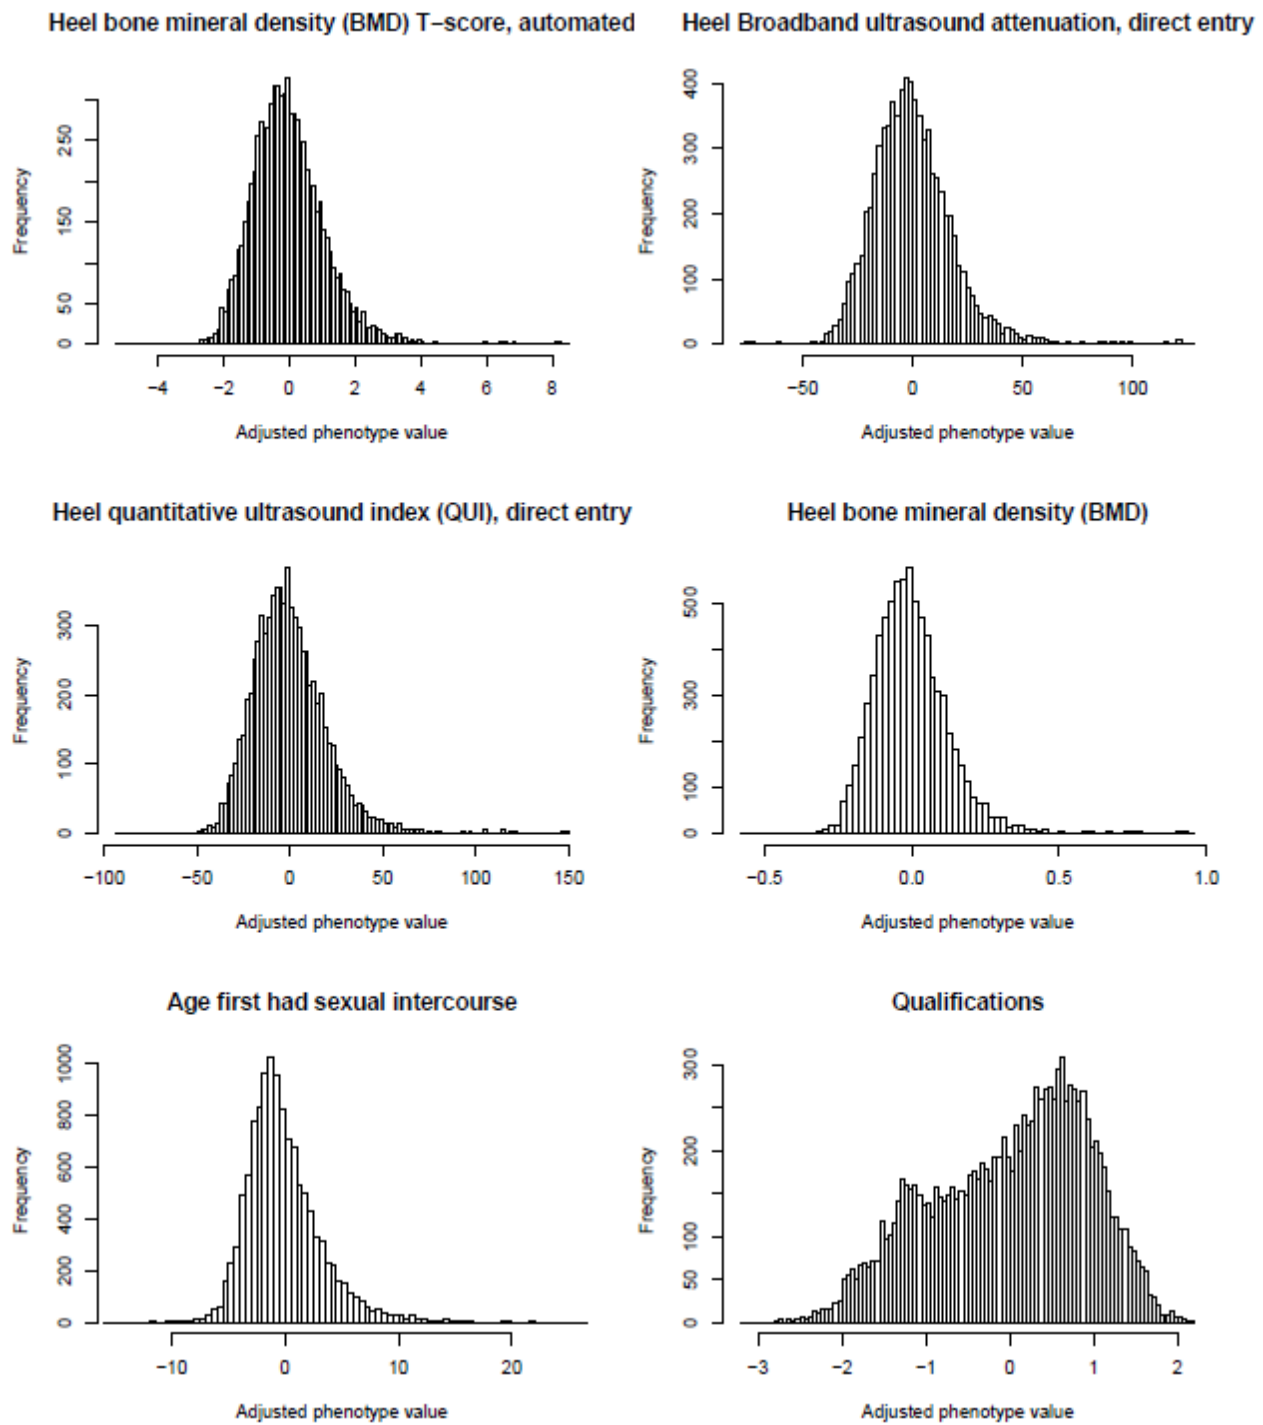 Heel bone mineral density (BMD) T−score, automated
Frequency
0 50 150 250
−4 −2 0 2 4 6 8
Adjusted phenotype value
Heel Broadband ultrasound attenuation, direct entry
Frequency
0 100 200 300 400
−50 0 50 100
Adjusted phenotype value
Heel quantitative ultrasound index (QUI), direct entry
Frequency
0 100 200 300
−100 −50 0 50 100 150
Adjusted phenotype value
Heel bone mineral density (BMD)
Frequency
0 100 300 500
−0.5 0.0 0.5 1.0
Adjusted phenotype value
Age first had sexual intercourse
Frequency
0 200 400 600 800 1000
−10 0 10 20
Adjusted phenotype value
Qualifications
Frequency
0 50 100 200 300
−3 −2 −1 0 1 2
Adjusted phenotype value